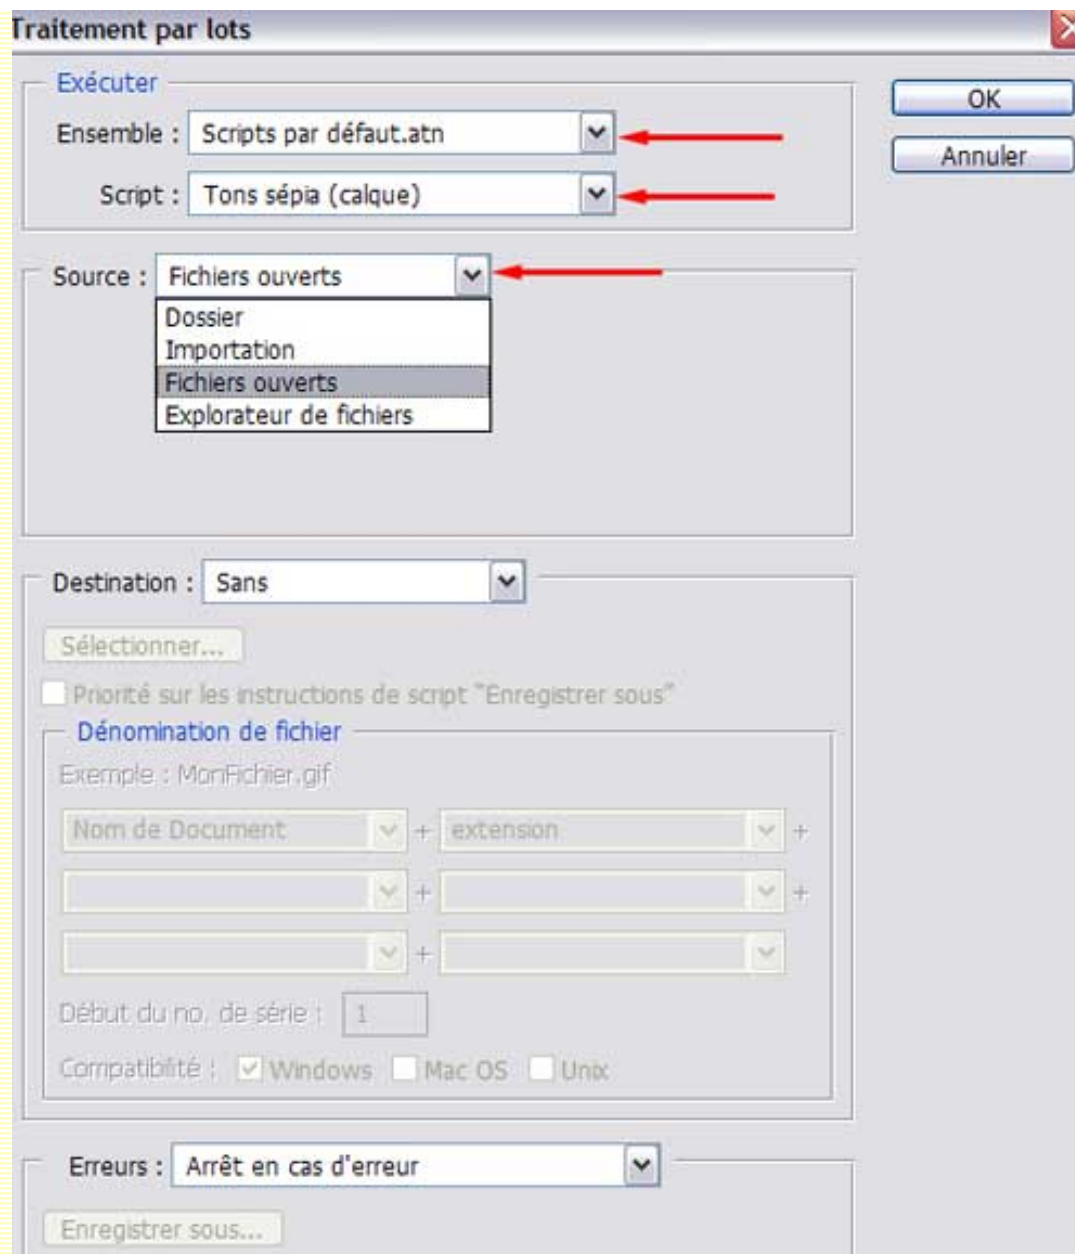 Traitement par lots
Exécuter
OK
Ensemble : Scripts par défaut.atn
Annuler
Script : Tons sépia (calque)
Source : Fichiers ouverts
Dossier
Importation
Fichiers ouverts
Explorateur de fichiers
Destination : Sans
Sélectionner...
Priorité sur les instructions de script "Enregistrer sous"
Dénomination de fichier
Exemple : MonFichier.gif
Nom de Document + extension +
+ +
+
Début du no. de série : 1
Compatibilité : Windows Mac OS Unix
Erreurs : Arrêt en cas d'erreur
Enregistrer sous...